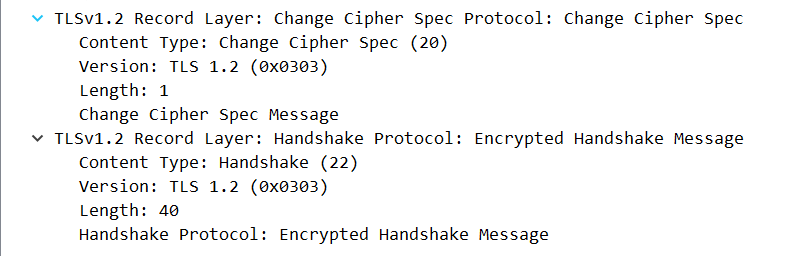 TLSv1.2 Record Layer: Change Cipher Spec Protocol: Change Cipher Spec
Content Type: Change Cipher Spec (20)
Version: TLS 1.2 (0x0303)
Length: 1
Change Cipher Spec Message
TLSv1.2 Record Layer: Handshake Protocol: Encrypted Handshake Message
Content Type: Handshake (22)
Version: TLS 1.2 (0x0303)
Length: 40
Handshake Protocol: Encrypted Handshake Message